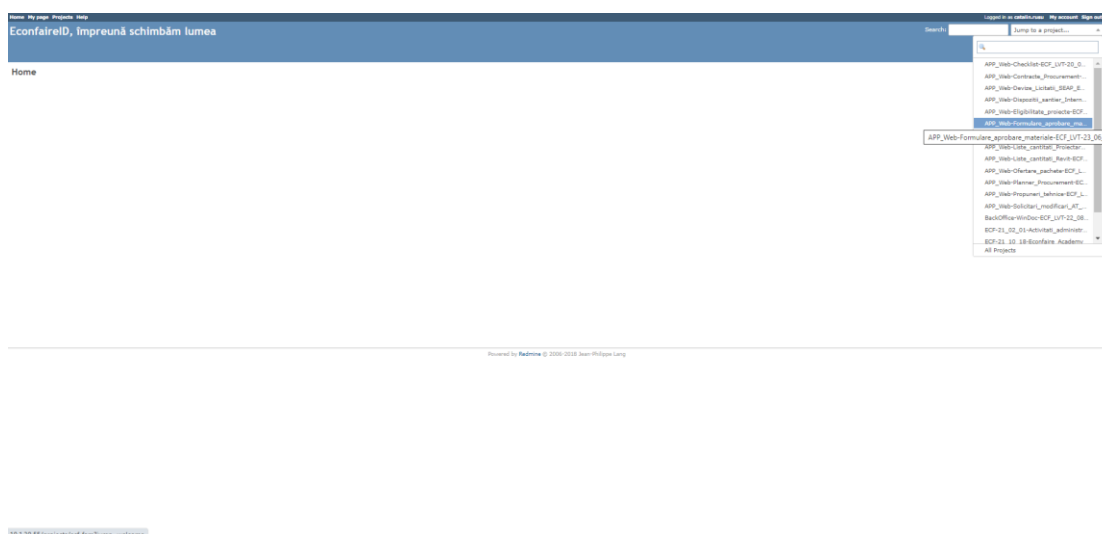 Home My page Projects Help
Logged in as catalin.rusu My account Sign out
EconfaireID, împreună schimbăm lumea
Search:
Jump to a project...
Home
APP_Web-Checklist-ECF_LVT-20_0...
APP_Web-Contracte_Procurement-...
APP_Web-Devize_Licitatii_SEAP_E...
APP_Web-Dispozitii_santier_Intern...
APP_Web-Eligibilitate_proiecte-ECF...
APP_Web-Formulare_aprobare_ma...
APP_Web-Formulare_aprobare_materiale-ECF_LVT-23_06
APP_Web-Liste_cantitati_Proiectar...
APP_Web-Liste_cantitati_Revit-ECF...
APP_Web-Ofertare_pachete-ECF_L...
APP_Web-Planner_Procurement-EC...
APP_Web-Propuneri_tehnice-ECF_L...
APP_Web-Solicitari_modificari_AT_...
BackOffice-WinDoc-ECF_LVT-22_08...
ECF-21_02_01-Activitati_administr...
ECF-21_10_18-Econfaire_Academy
All Projects
Powered by Redmine © 2006-2018 Jean-Philippe Lang